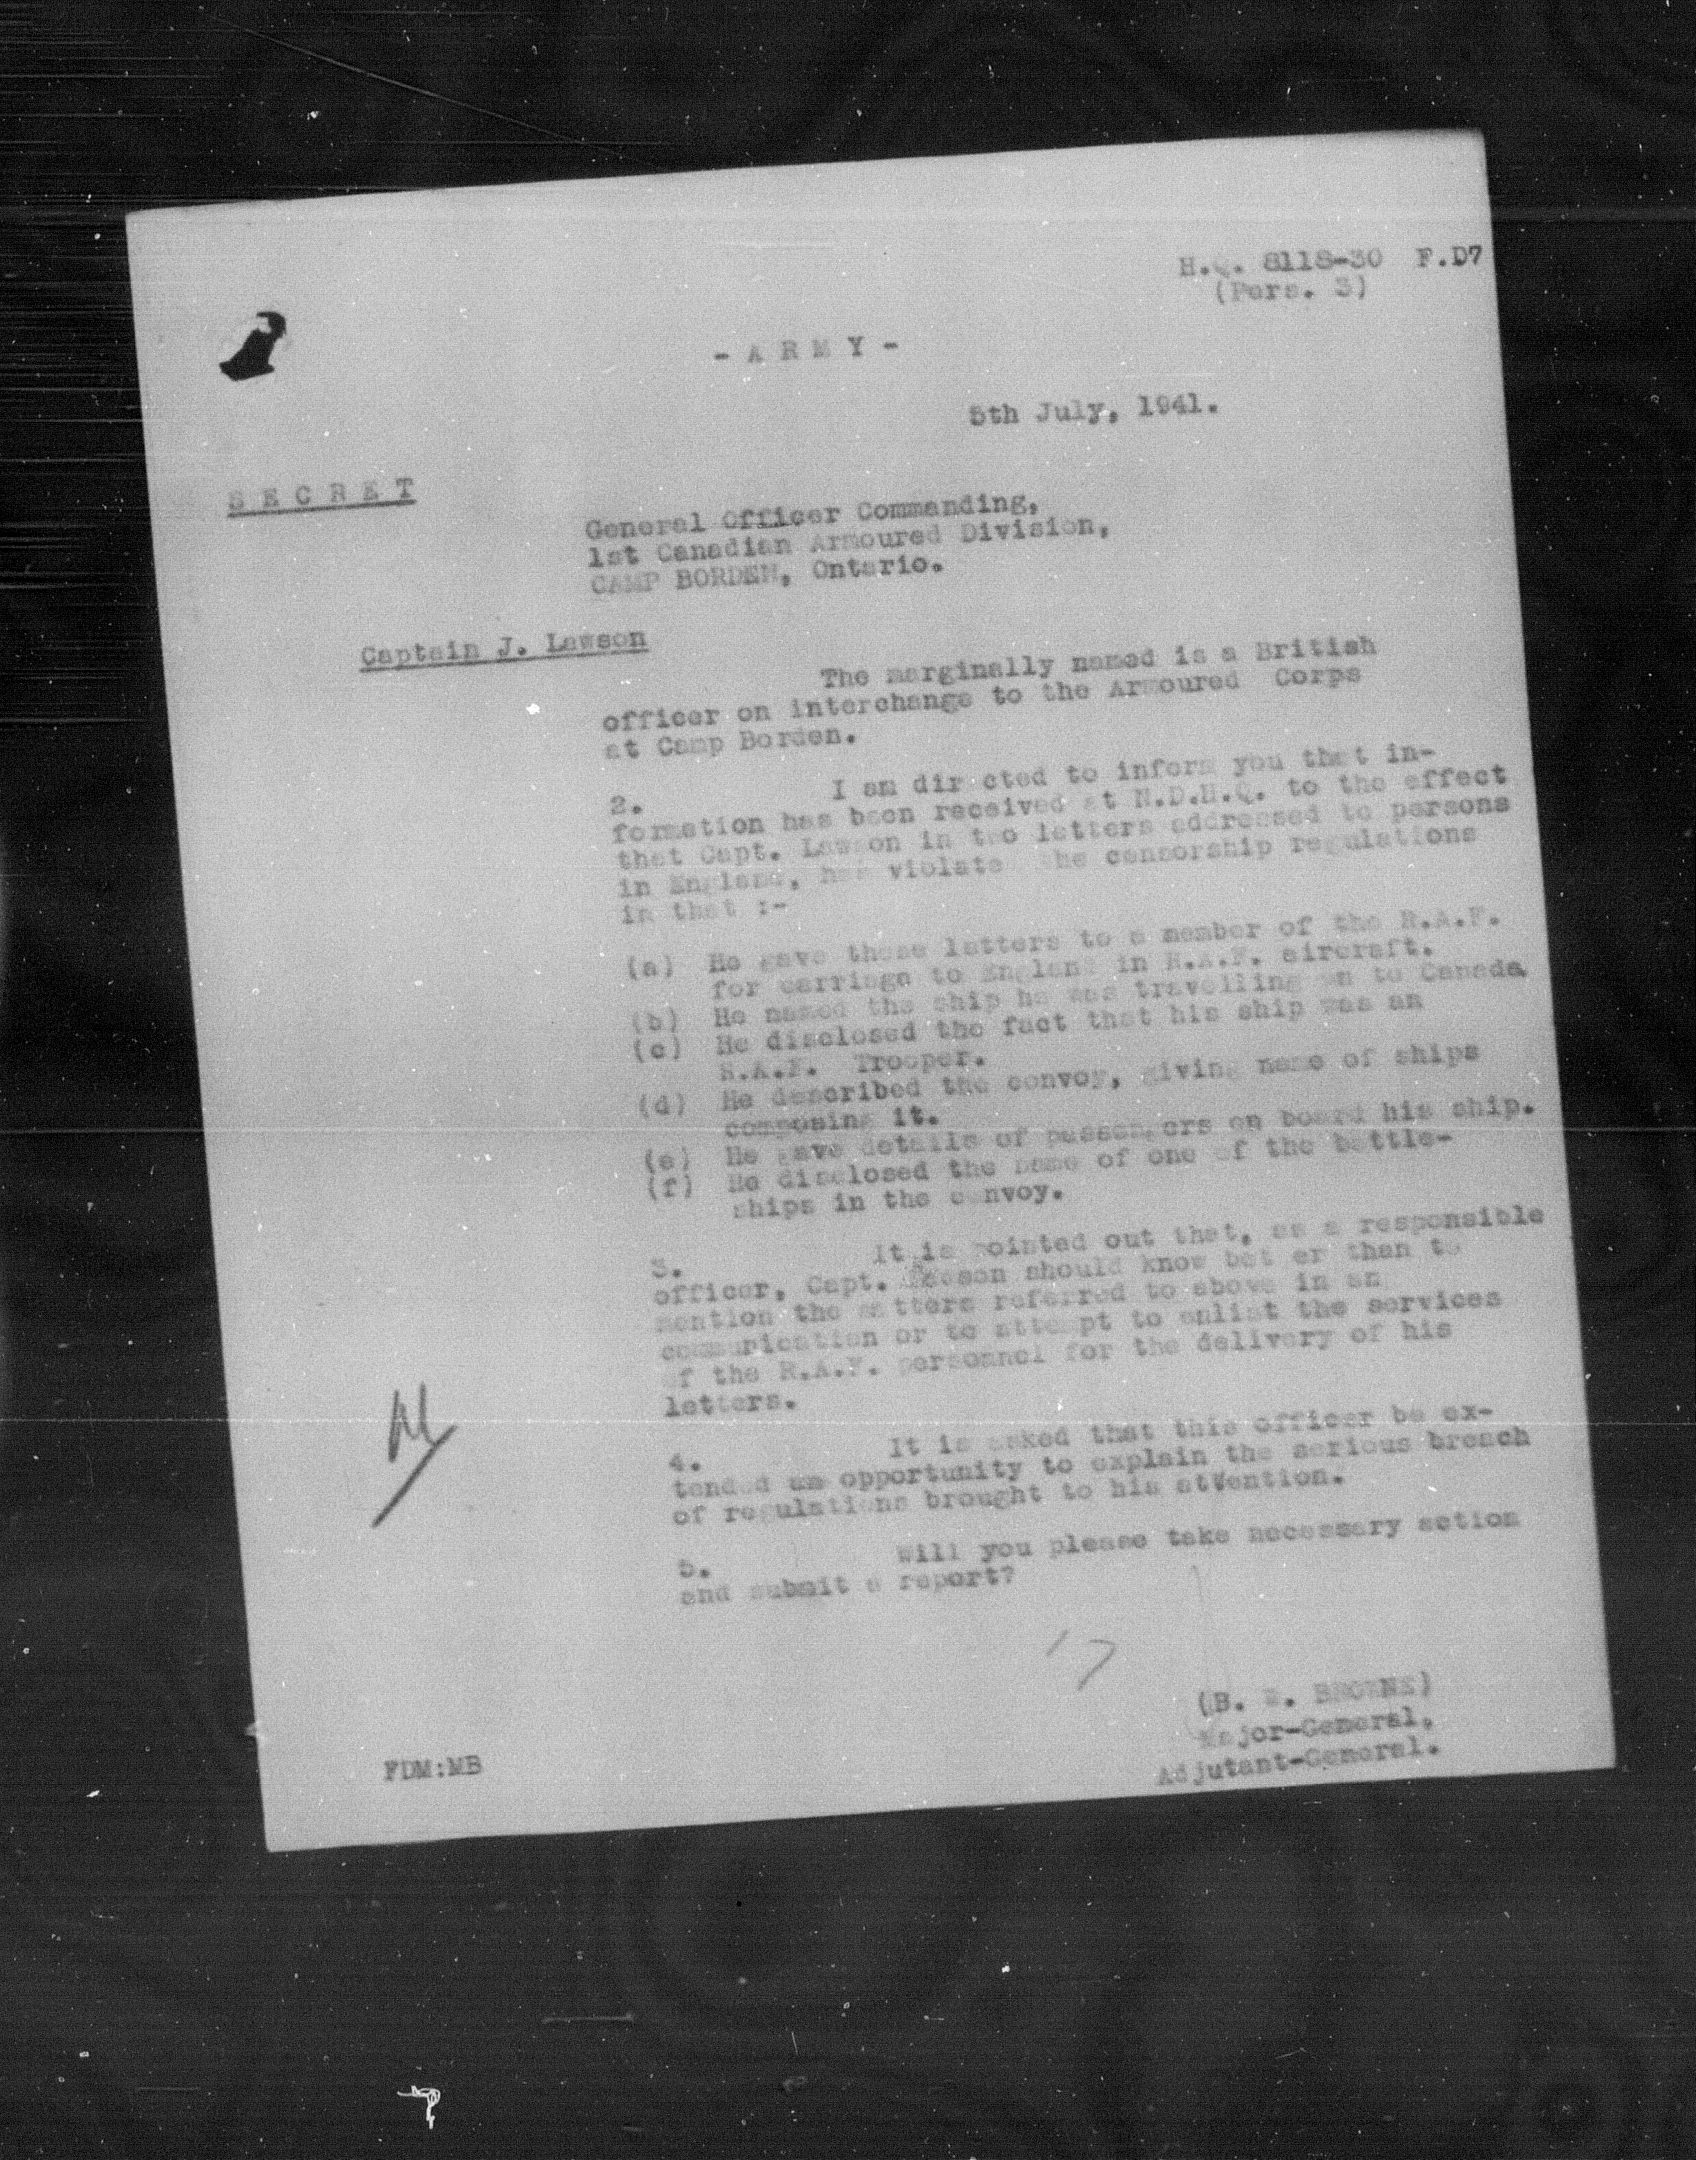 H.Q. 8118-30 F.D7
(Pers. 3)
- A R M Y -
5th July, 1941.
S E C R E T
General Officer Commanding,
1st Canadian Armoured Division,
CAMP BORDEN, Ontario.
Captain J. Lawson
The marginally named is a British
officer on interchange to the Armoured Corps
at Camp Borden.
2. I am dir cted to inform you that in-
formation has been received at N.D.H.Q. to the effect
that Capt. Lawson in two letters addressed to persons
in England, has violate the censorship regulations
in that :-
(a) He gave these letters to a member of the R.A.F.
for carriage to England in R.A.F. aircraft.
(b) He named the ship he was travelling on to Canada.
(c) He disclosed the fact that his ship was an
R.A.F. Trooper.
(d) He described the convoy, giving name of ships
composing it.
(e) He gave details of passengers on board his ship.
(f) He disclosed the name of one of the battle-
ships in the convoy.
3. It is pointed out that, as a responsible
officer, Capt. Lawson should know bet er than to
mention the matters referred to above in an
communication or to attempt to enlist the services
of the R.A.F. personnel for the delivery of his
letters.
4. It is asked that this officer be ex-
tended an opportunity to explain the serious breach
of regulations brought to his attention.
5. Will you please take necessary action
and submit a report?
(B. W. BROWNE)
Major-General,
Adjutant-General.
FDM:MB